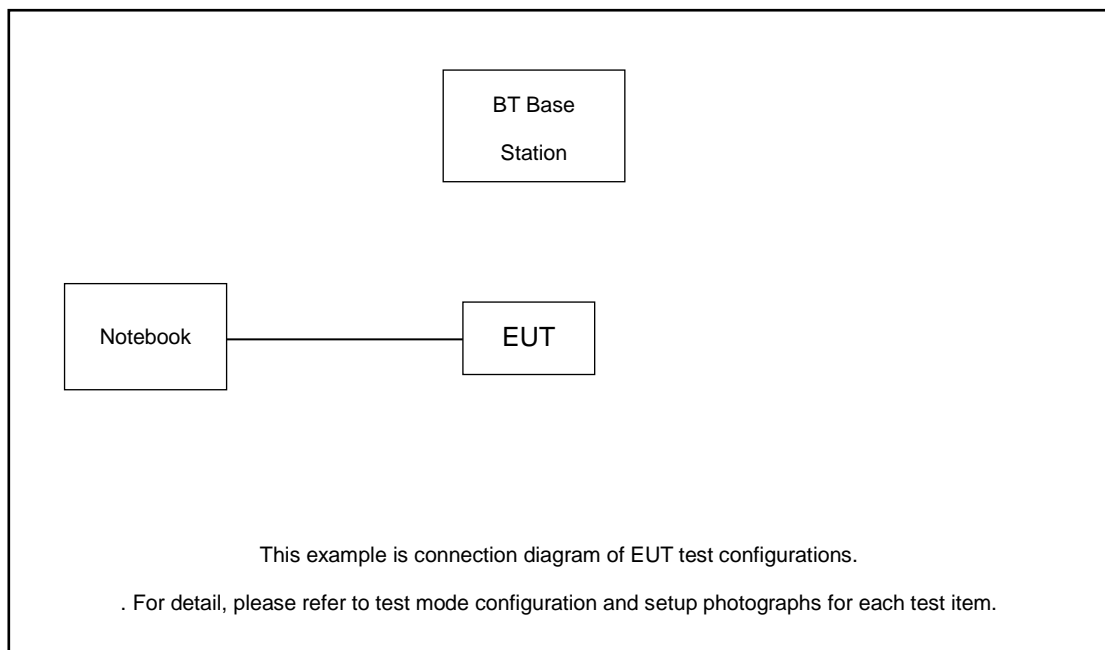 BT Base
Station
Notebook
EUT
This example is connection diagram of EUT test configurations.
. For detail, please refer to test mode configuration and setup photographs for each test item.